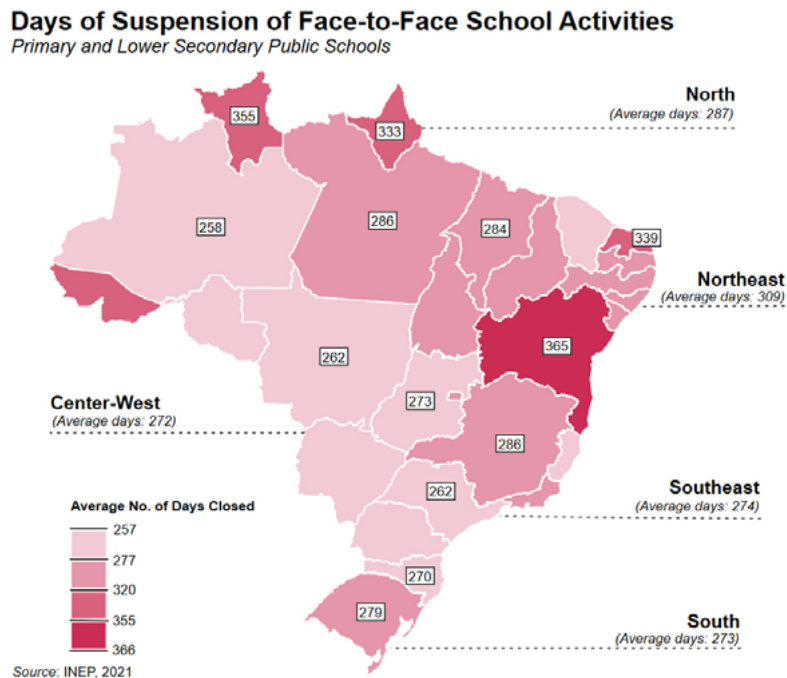 Days of Suspension of Face-to-Face School Activities
Primary and Lower Secondary Public Schools
North
(Average days: 287)
355
333
258
286
284
339
Northeast
(Average days: 309)
365
262
273
Center-West
(Average days: 272)
286
262
Southeast
(Average days: 274)
Average No. of Days Closed
257
277
320
355
366
270
279
South
(Average days: 273)
Source: INEP, 2021